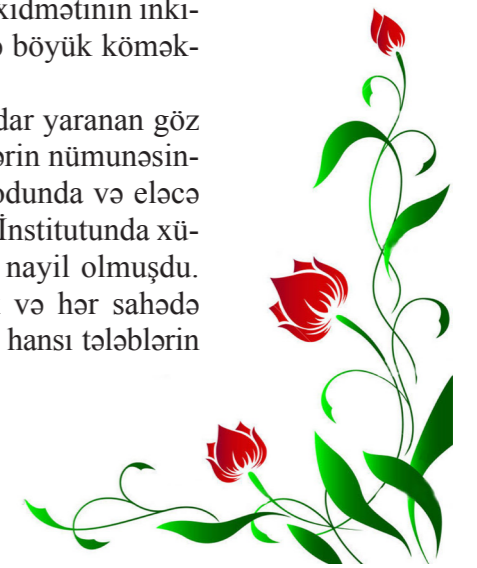 xidmətinin inki-
böyük kömək-
dar yaranan göz
ərin nümunəsin-
odunda və eləcə
İnstitutunda xü-
nayil olmuşdu.
və hər sahədə
hansı tələblərin